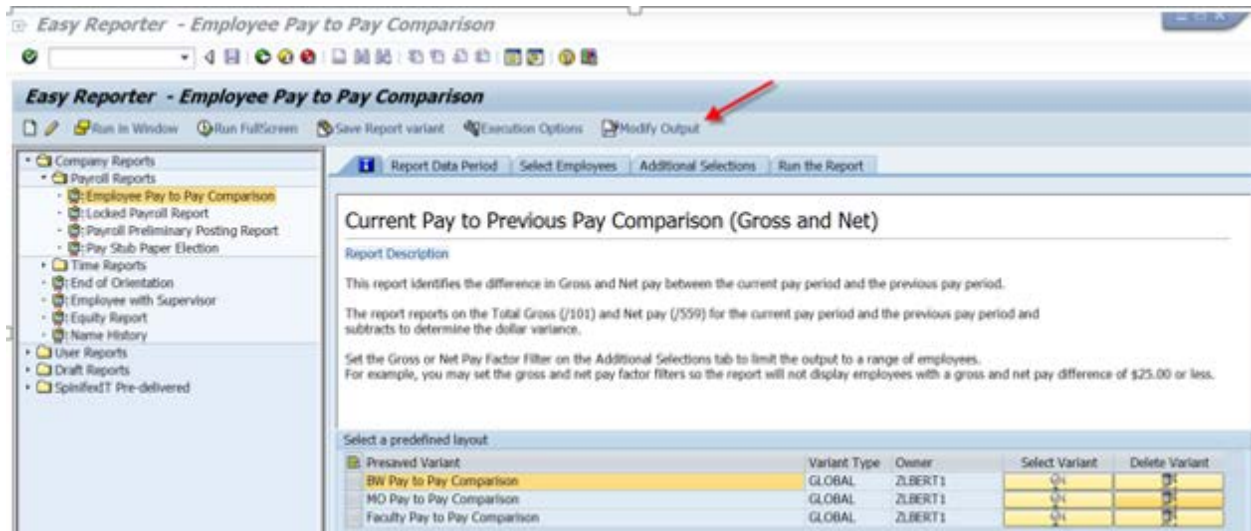 Easy Reporter - Employee Pay to Pay Comparison
Easy Reporter - Employee Pay to Pay Comparison
Run in Window Run FullScreen Save Report variant Execution Options Modify Output
Company Reports
Payroll Reports
Employee Pay to Pay Comparison
Locked Payroll Report
Payroll Preliminary Posting Report
Pay Stub Paper Election
Time Reports
End of Orientation
Employee with Supervisor
Equity Report
Name History
User Reports
Draft Reports
SpinifexIT Pre-delivered
Report Data Period Select Employees Additional Selections Run the Report
Current Pay to Previous Pay Comparison (Gross and Net)
Report Description
This report identifies the difference in Gross and Net pay between the current pay period and the previous pay period.
The report reports on the Total Gross (/101) and Net pay (/559) for the current pay period and the previous pay period and
subtracts to determine the dollar variance.
Set the Gross or Net Pay Factor Filter on the Additional Selections tab to limit the output to a range of employees.
For example, you may set the gross and net pay factor filters so the report will not display employees with a gross and net pay difference of $25.00 or less.
Select a predefined layout
Presaved Variant Variant Type Owner Select Variant Delete Variant
BW Pay to Pay Comparison GLOBAL ZLBERT1
MO Pay to Pay Comparison GLOBAL ZLBERT1
Faculty Pay to Pay Comparison GLOBAL ZLBERT1